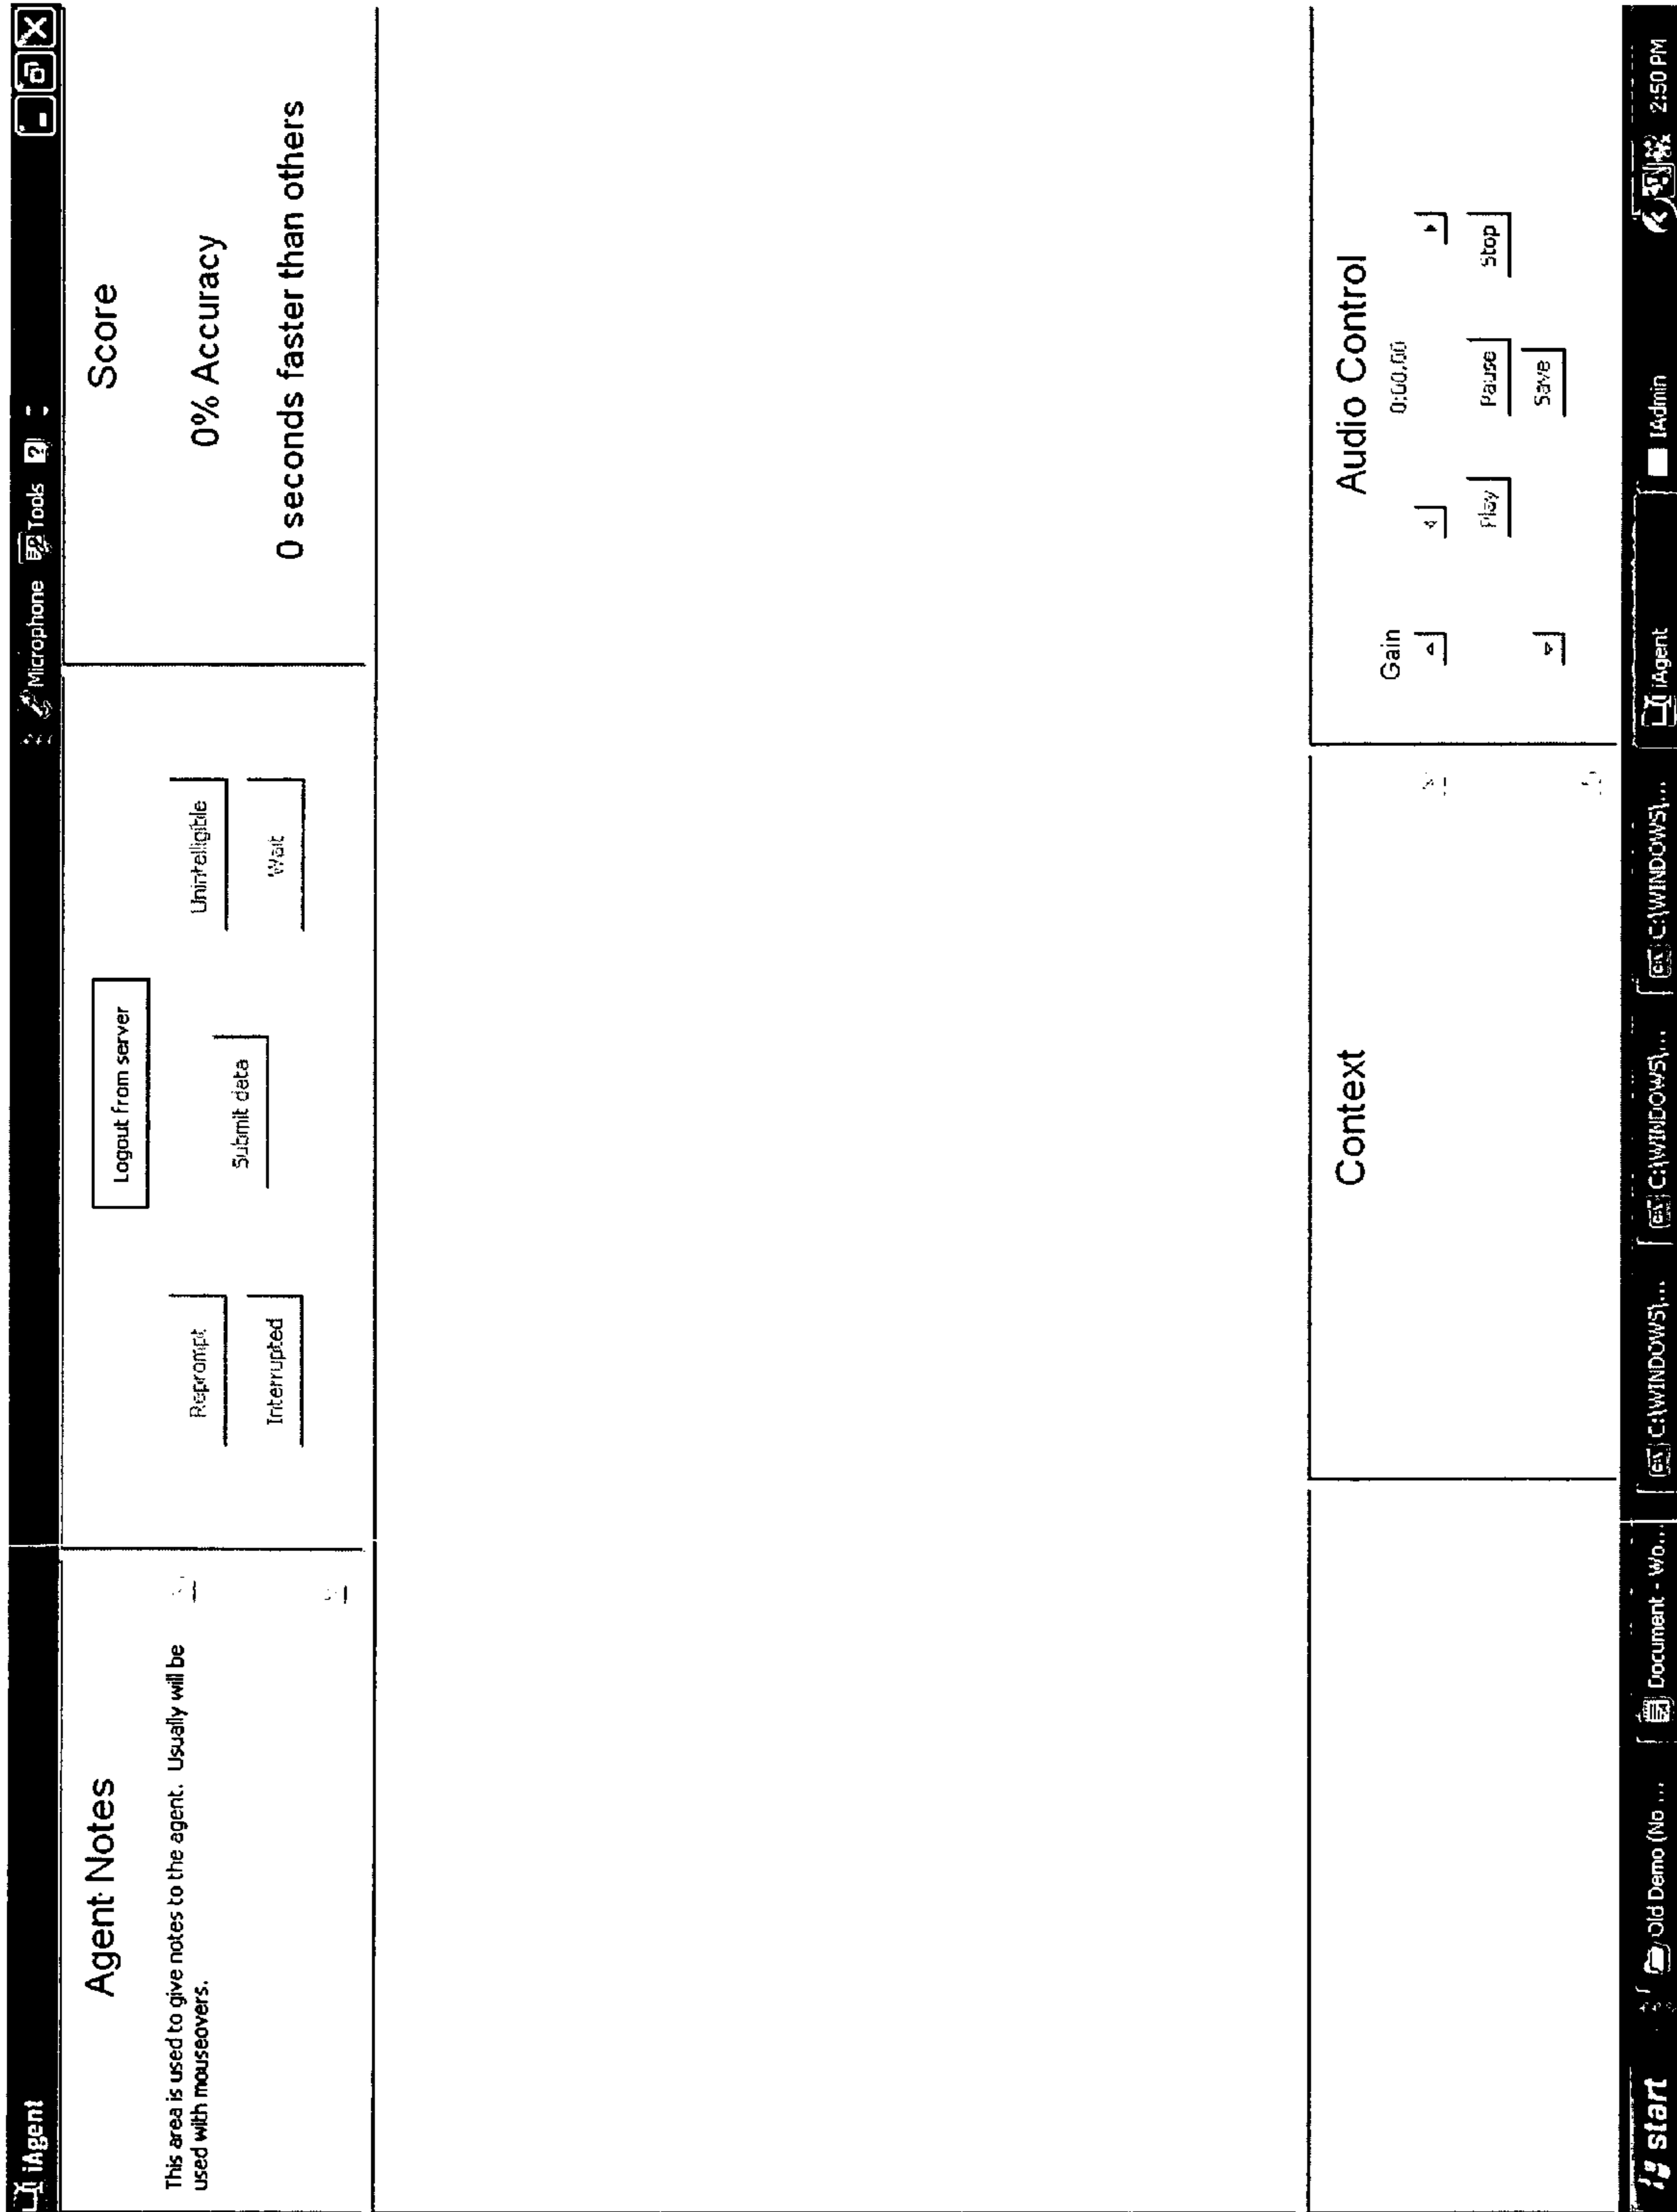 iAgent
Microphone Tools ?
Agent Notes
This area is used to give notes to the agent. Usually will be
used with mouseovers.
Logout from server
Reprompt
Unintelligible
Submit data
Interrupted
Wait
Score
0% Accuracy
0 seconds faster than others
Context
Audio Control
Gain
0:00.00
Play
Pause
Stop
Save
start
Old Demo (No ...
Document - Wo...
C:\WINDOWS\...
C:\WINDOWS\...
C:\WINDOWS\...
iAgent
IAdmin
2:50 PM